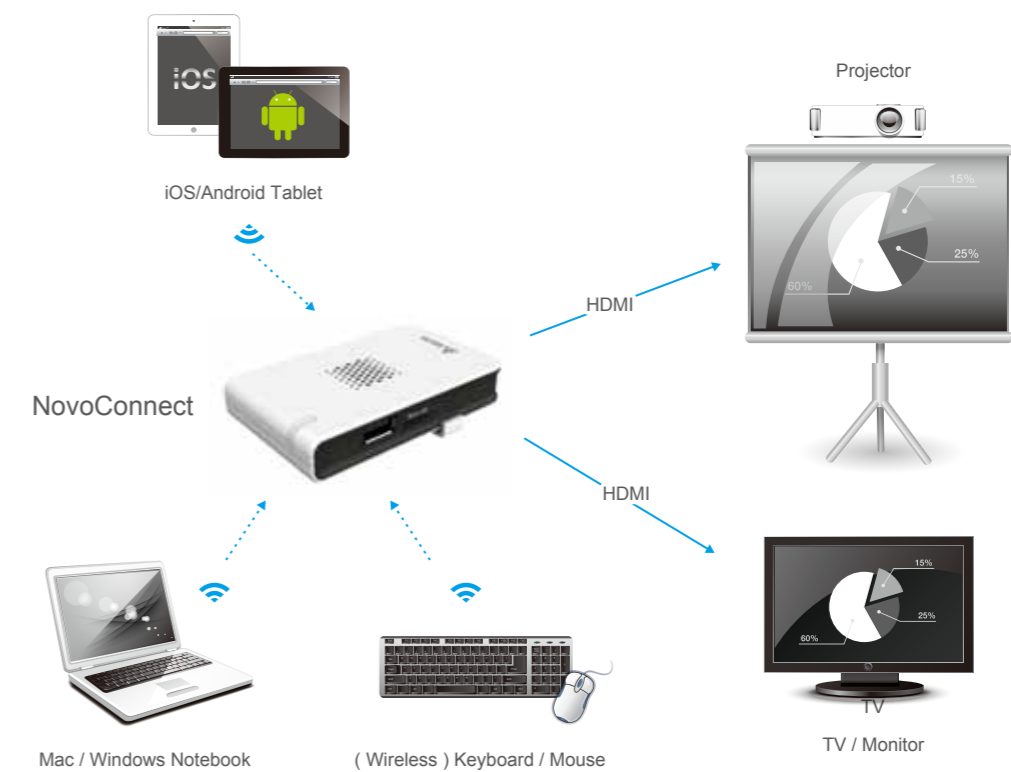 iOS
iOS/Android Tablet
Projector
15%
25%
60%
HDMI
NovoConnect
HDMI
15%
25%
60%
TV
TV / Monitor
Mac / Windows Notebook
( Wireless ) Keyboard / Mouse